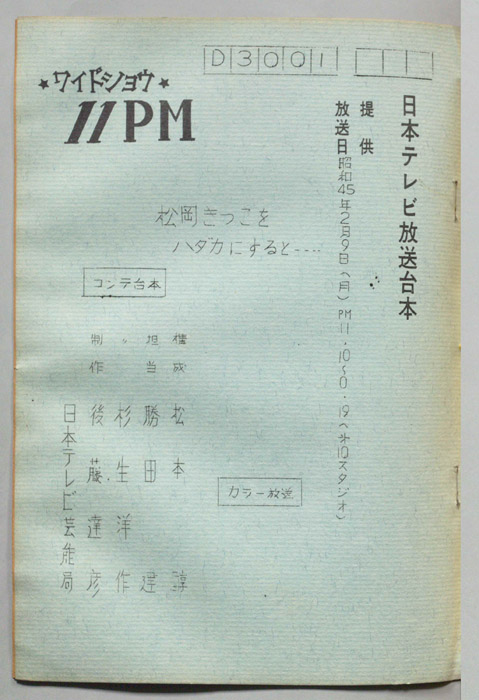 D3001
★ワイドショウ★
11PM
日本テレビ放送台本
提供
放送日 昭和45年2月9日(月) PM 11・10〜0・19(第10スタジオ)
松岡きっこを
ハダカにすると‥‥
コンテ台本
カラー放送
構成 松本諄
担当 勝田建
〃 杉生洋作
制作 後藤達彦
日本テレビ芸能局